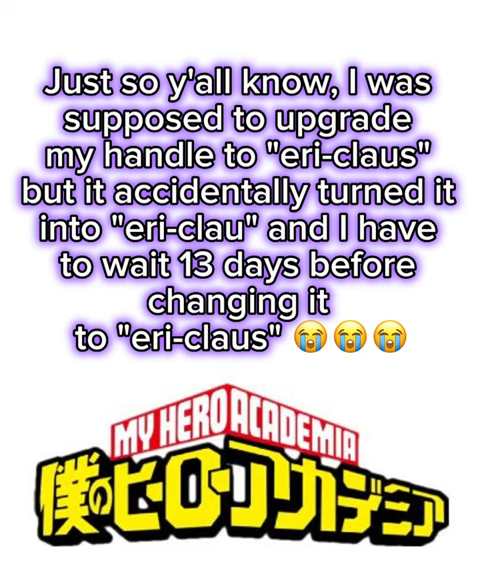 Just so y'all know, I was
supposed to upgrade
my handle to "eri-claus"
but it accidentally turned it
into "eri-clau" and I have
to wait 13 days before
changing it
to "eri-claus" 😭😭😭
MY HERO ACADEMIA
僕のヒーローアカデミア